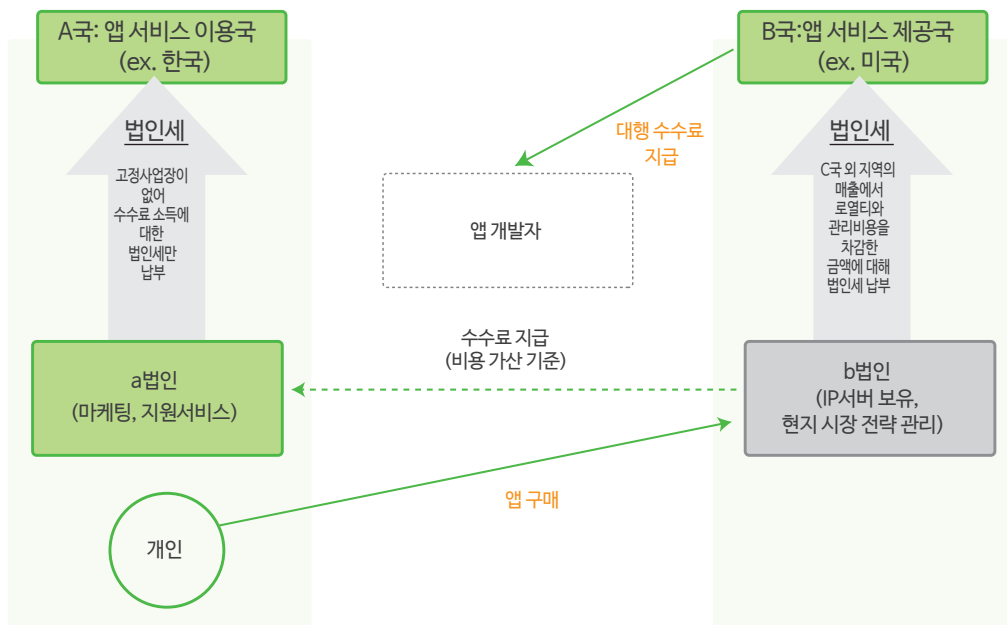 A국: 앱 서비스 이용국
(ex. 한국)
B국:앱 서비스 제공국
(ex. 미국)
법인세
고정사업장이
없어
수수료 소득에
대한
법인세만
납부
대행 수수료
지급
법인세
C국 외 지역의
매출에서
로열티와
관리비용을
차감한
금액에 대해
법인세 납부
앱 개발자
수수료 지급
(비용 가산 기준)
a법인
(마케팅, 지원서비스)
b법인
(IP서버 보유,
현지 시장 전략 관리)
앱 구매
개인